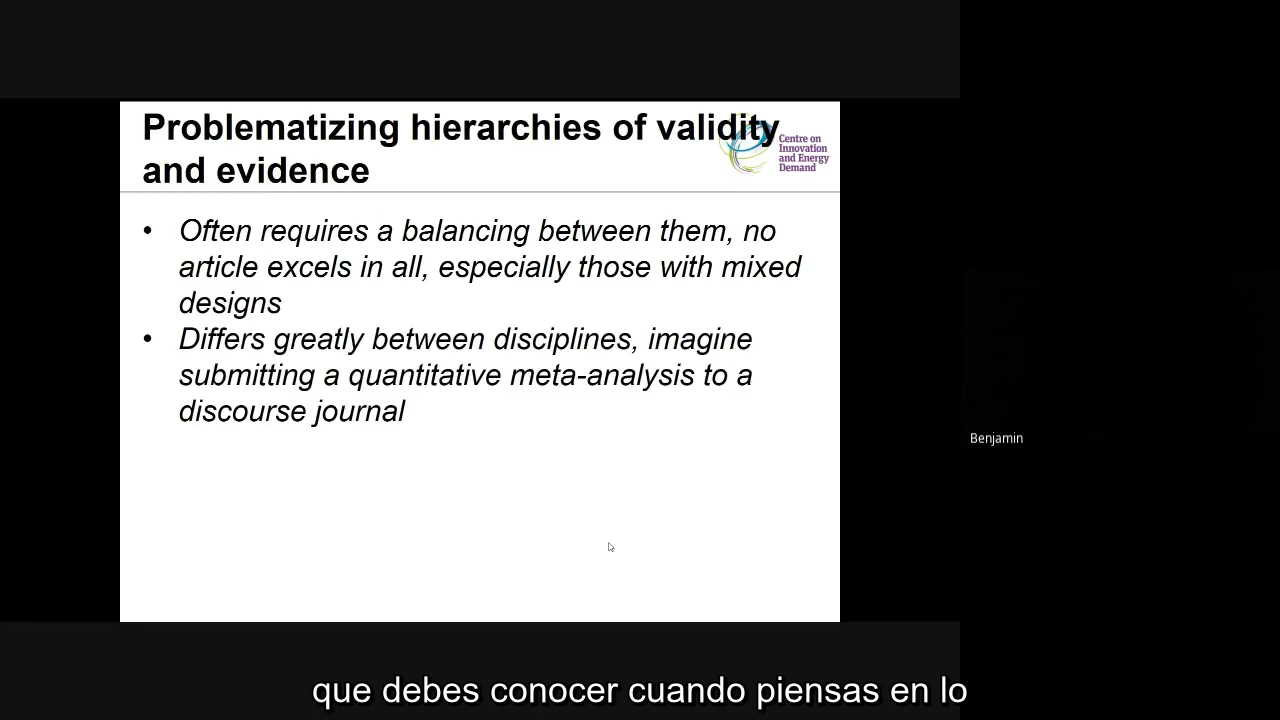 Problematizing hierarchies of validity
and evidence
Centre on
Innovation
and Energy
Demand
• Often requires a balancing between them, no
article excels in all, especially those with mixed
designs
• Differs greatly between disciplines, imagine
submitting a quantitative meta-analysis to a
discourse journal
Benjamin
que debes conocer cuando piensas en lo